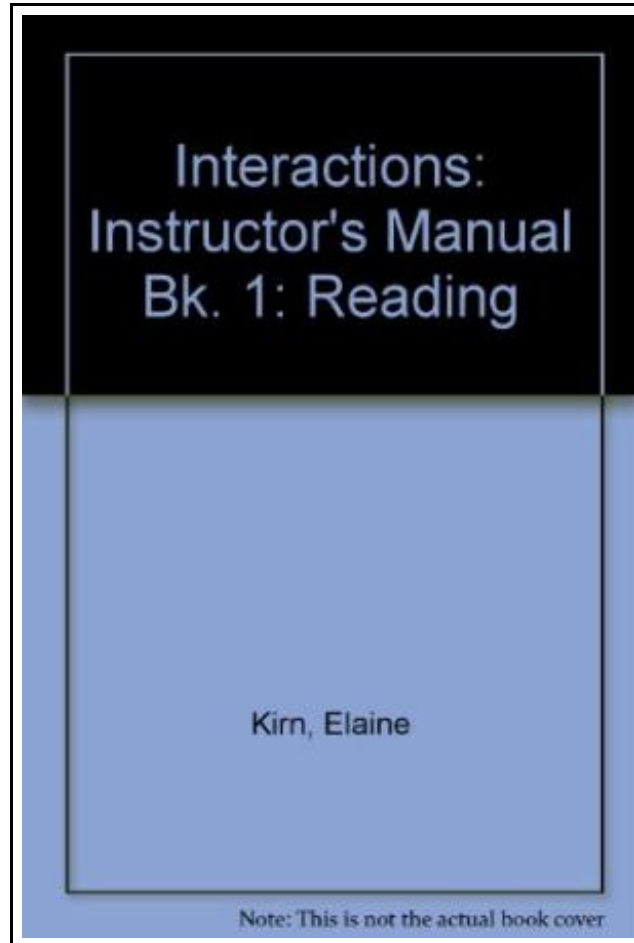 Interactions:
Instructor's Manual
Bk. 1: Reading
Kirn, Elaine
Note: This is not the actual book cover